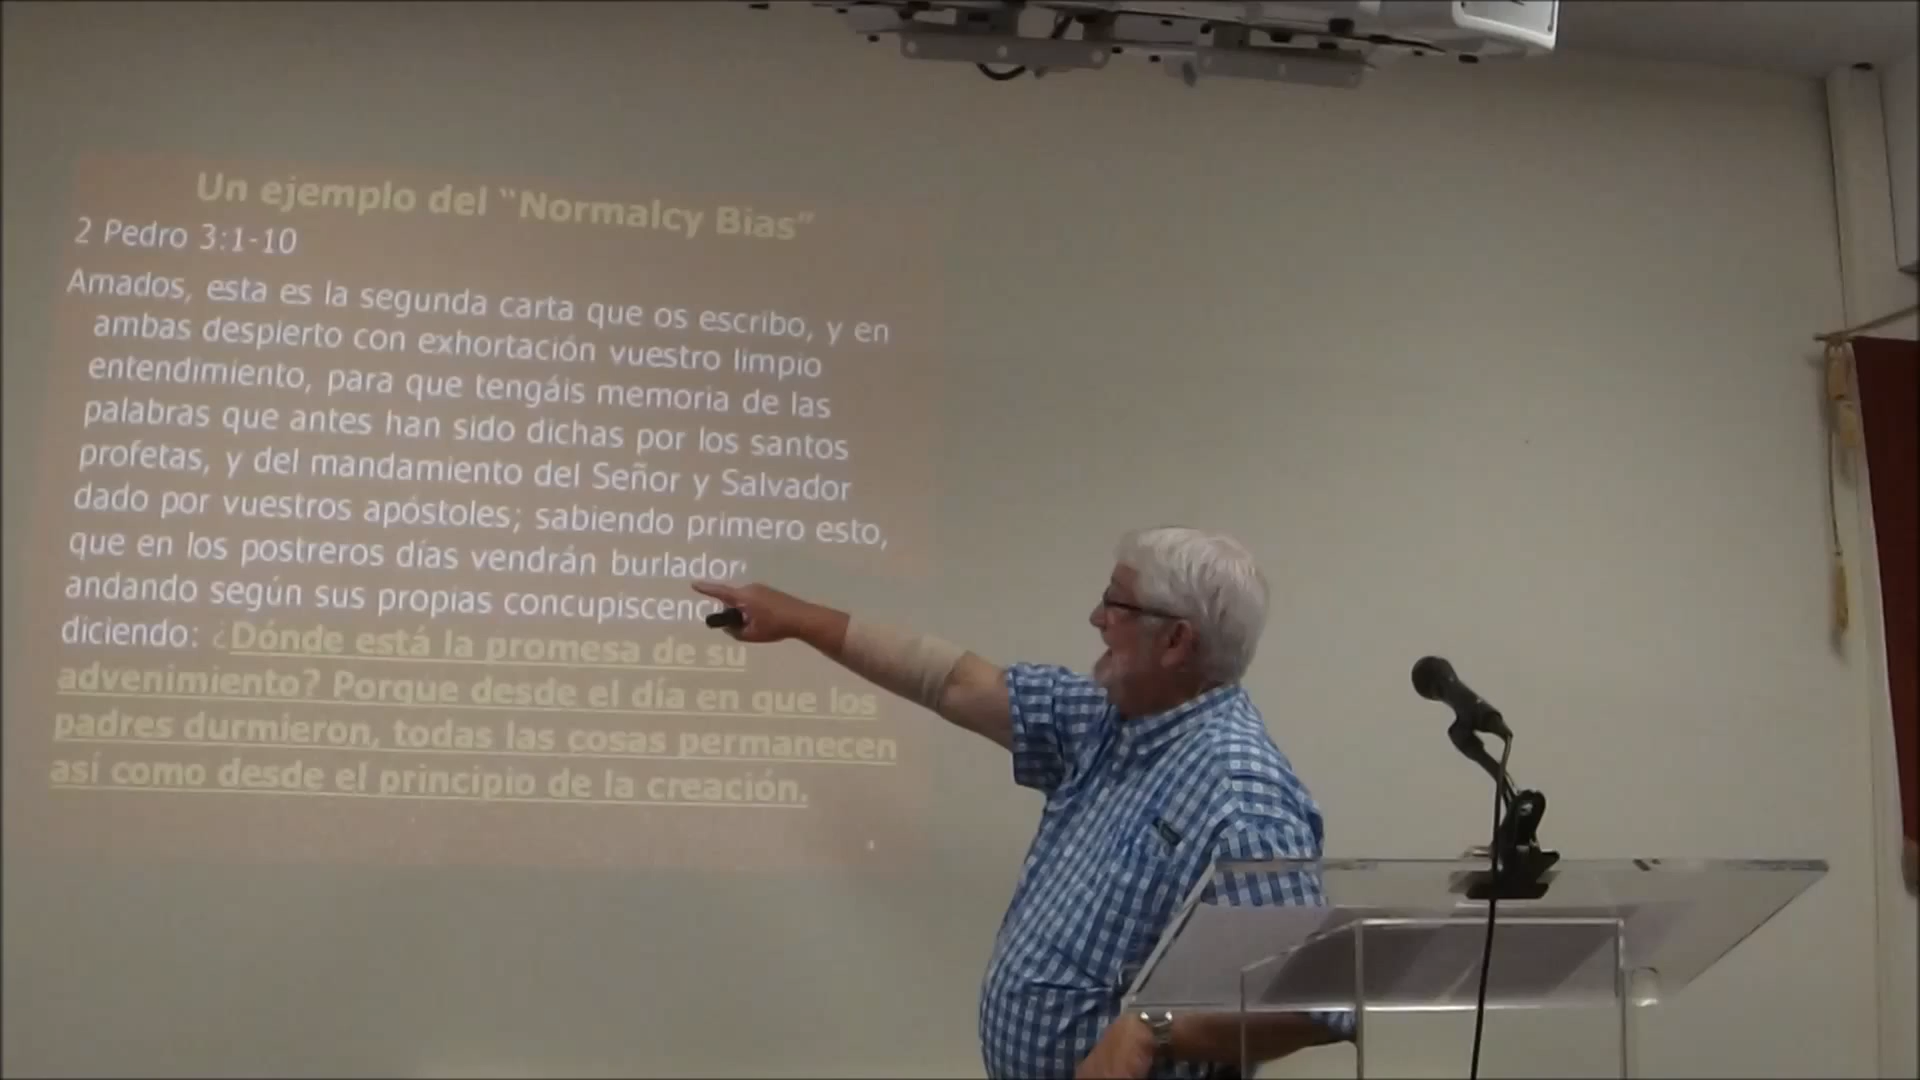 Un ejemplo del "Normalcy Bias"
2 Pedro 3:1-10
Amados, esta es la segunda carta que os escribo, y en
ambas despierto con exhortación vuestro limpio
entendimiento, para que tengáis memoria de las
palabras que antes han sido dichas por los santos
profetas, y del mandamiento del Señor y Salvador
dado por vuestros apóstoles; sabiendo primero esto,
que en los postreros días vendrán
andando según sus propias
diciendo: ¿Dónde está la promesa de su
advenimiento? Porque desde el día en que los
padres durmieron, todas las cosas permanecen
así como desde el principio de la creación.